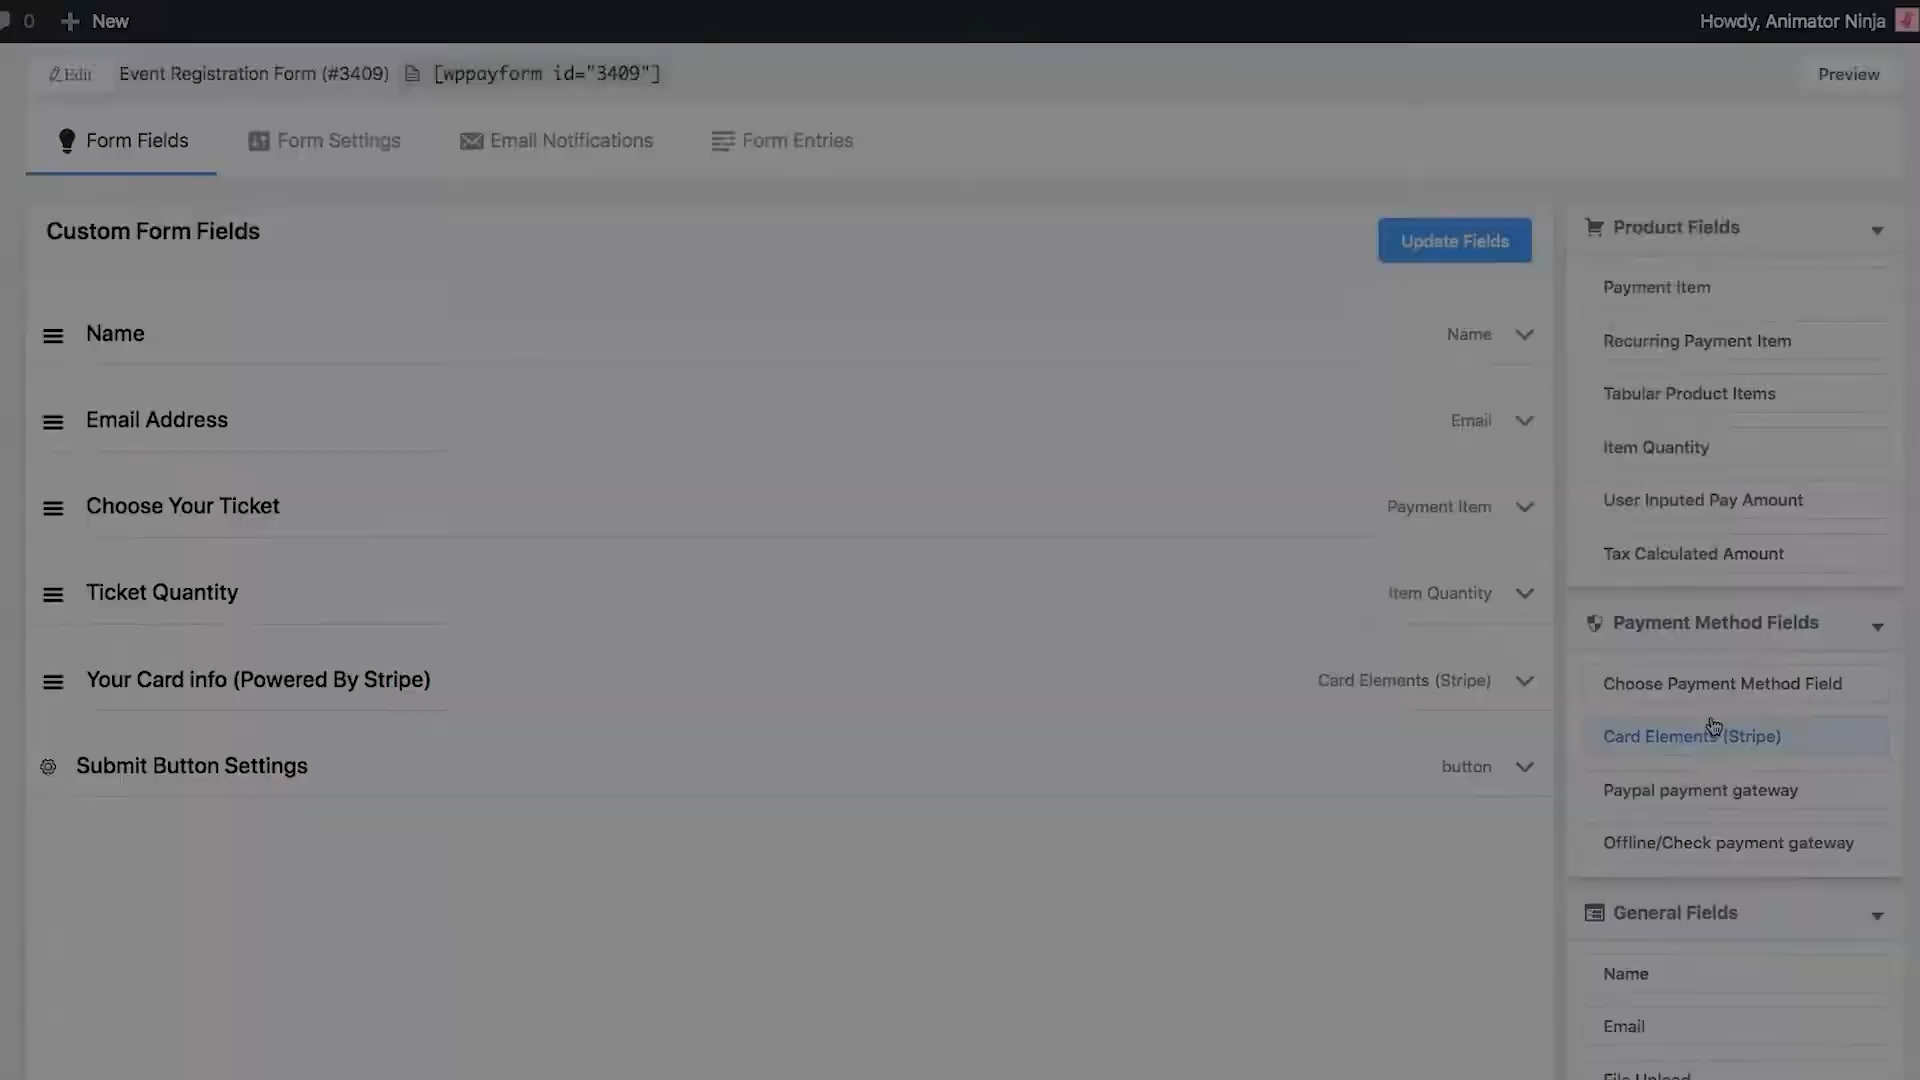 0 New Howdy, Animator Ninja
Edit Event Registration Form (#3409) [wppayform id="3409"] Preview
Form Fields Form Settings Email Notifications Form Entries
Custom Form Fields
Update Fields
Name Name
Email Address Email
Choose Your Ticket Payment Item
Ticket Quantity Item Quantity
Your Card info (Powered By Stripe) Card Elements (Stripe)
Submit Button Settings button
Product Fields
Payment Item
Recurring Payment Item
Tabular Product Items
Item Quantity
User Inputed Pay Amount
Tax Calculated Amount
Payment Method Fields
Choose Payment Method Field
Card Elements (Stripe)
Paypal payment gateway
Offline/Check payment gateway
General Fields
Name
Email
File Upload